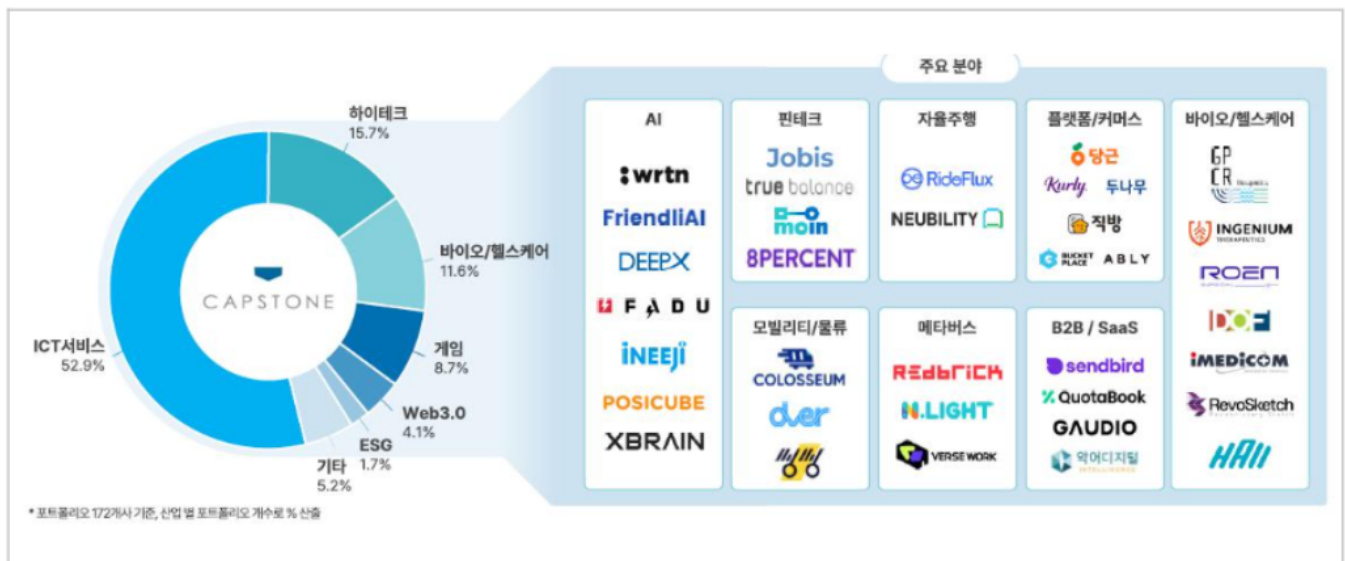 하이테크
15.7%
바이오/헬스케어
11.6%
게임
8.7%
Web3.0
4.1%
ESG
1.7%
기타
5.2%
ICT서비스
52.9%
CAPSTONE
* 포트폴리오 172개사 기준, 산업 별 포트폴리오 개수로 % 산출
주요 분야
AI
wrtn
FriendliAI
DEEPX
FADU
iNEEJI
POSICUBE
XBRAIN
핀테크
Jobis
true balance
moin
8PERCENT
자율주행
RideFlux
NEUBILITY
플랫폼/커머스
당근
Kurly 두나무
직방
BUCKET PLACE ABLY
바이오/헬스케어
GP
CR
INGENIUM
THERAPEUTICS
ROEN
DOF
iMEDICOM
RevoSketch
HAII
모빌리티/물류
COLOSSEUM
dver
메타버스
REDBRICK
N.LIGHT
VERSE WORK
B2B / SaaS
sendbird
QuotaBook
GAUDIO
악어디지털